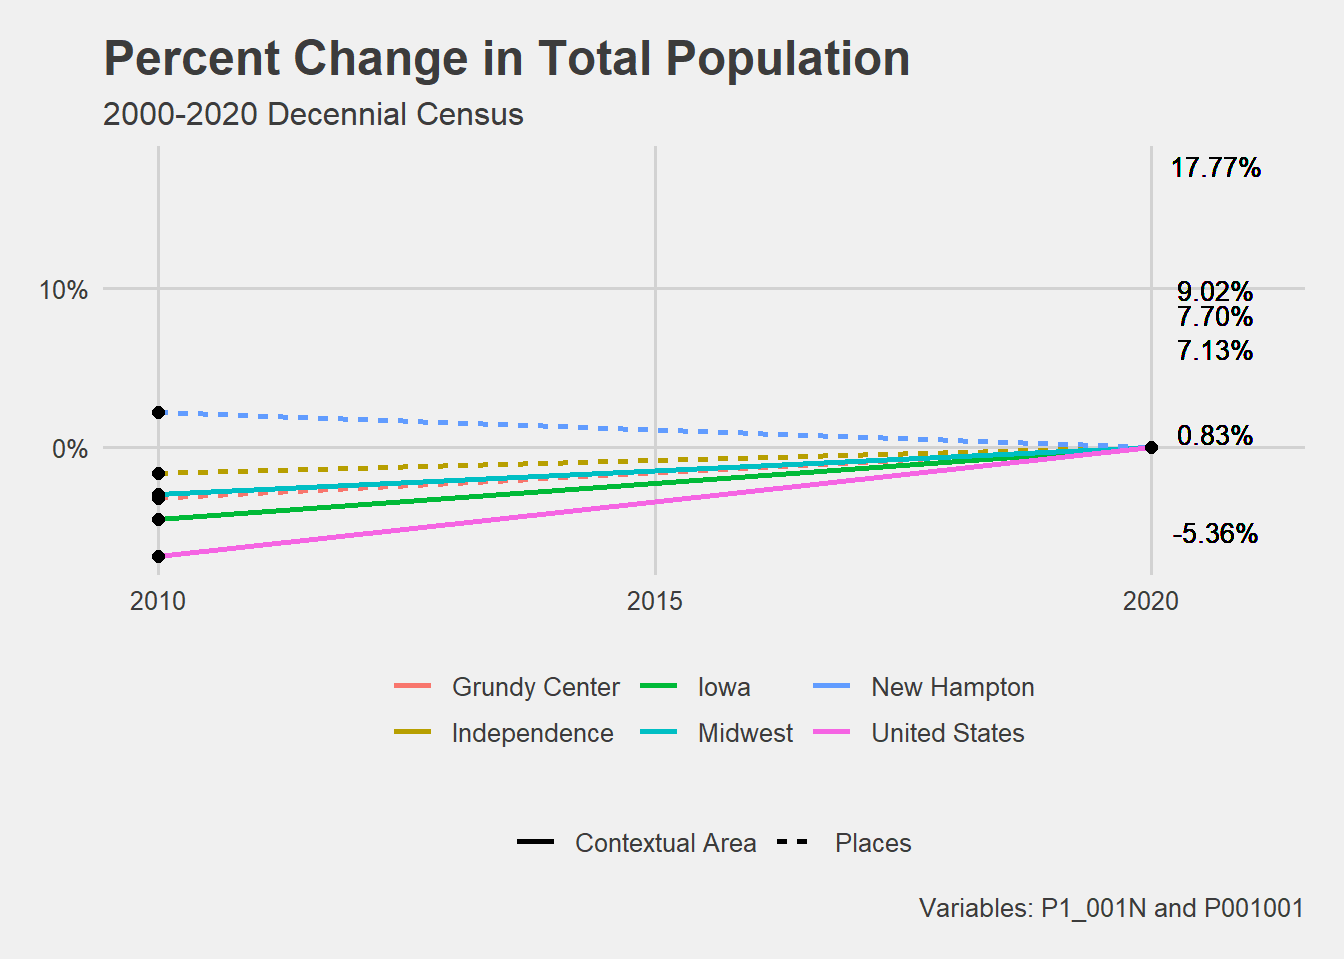 Percent Change in Total Population
2000-2020 Decennial Census
17.77%
10%
9.02%
7.70%
7.13%
0.83%
0%
-5.36%
2010 2015 2020
Grundy Center Iowa New Hampton
Independence Midwest United States
Contextual Area Places
Variables: P1_001N and P001001